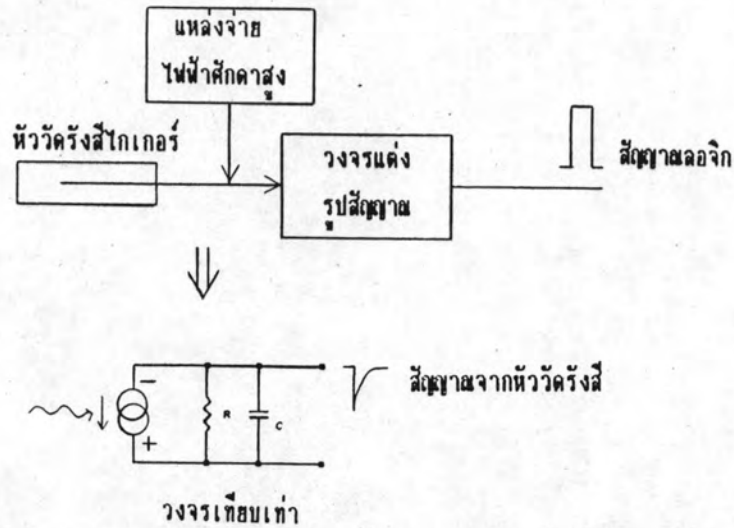 แหล่งจ่าย
ไฟฟ้าศักดาสูง
หัววัดรังสีไกเกอร์
วงจรแต่ง
รูปสัญญาณ
สัญญาณลอจิก
สัญญาณจากหัววัดรังสี
−
R
C
+
วงจรเทียบเท่า